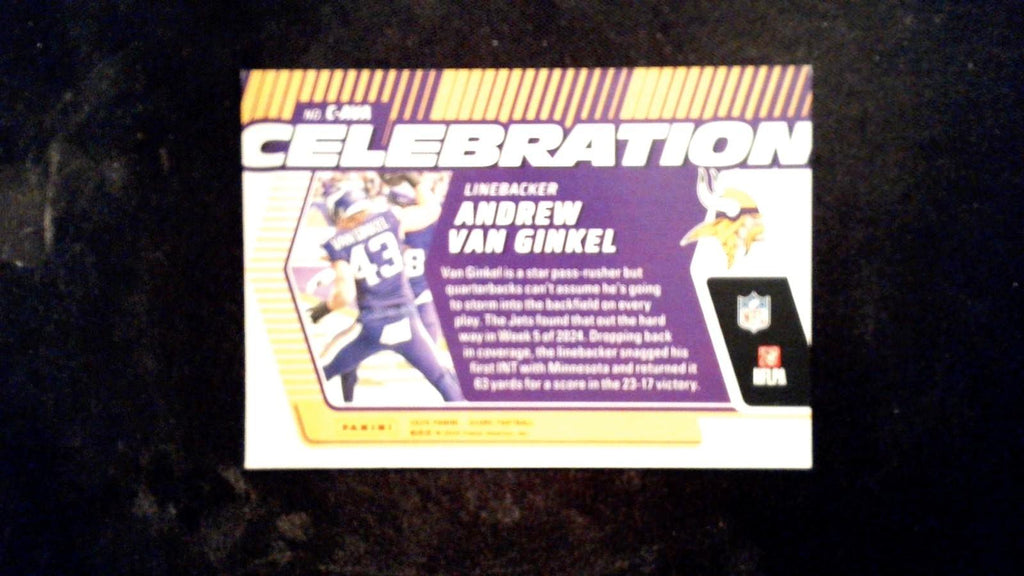 NO.
CELEBRATION
LINEBACKER
ANDREW
VAN GINKEL
43
8
Van Ginkel is a star pass-rusher but
quarterbacks can't assume he's going
to storm into the backfield on every
play. The Jets found that out the hard
way in Week 5 of 2024. Dropping back
in coverage, the linebacker snagged his
first INT with Minnesota and returned it
63 yards for a score in the 23-17 victory.
PANINI